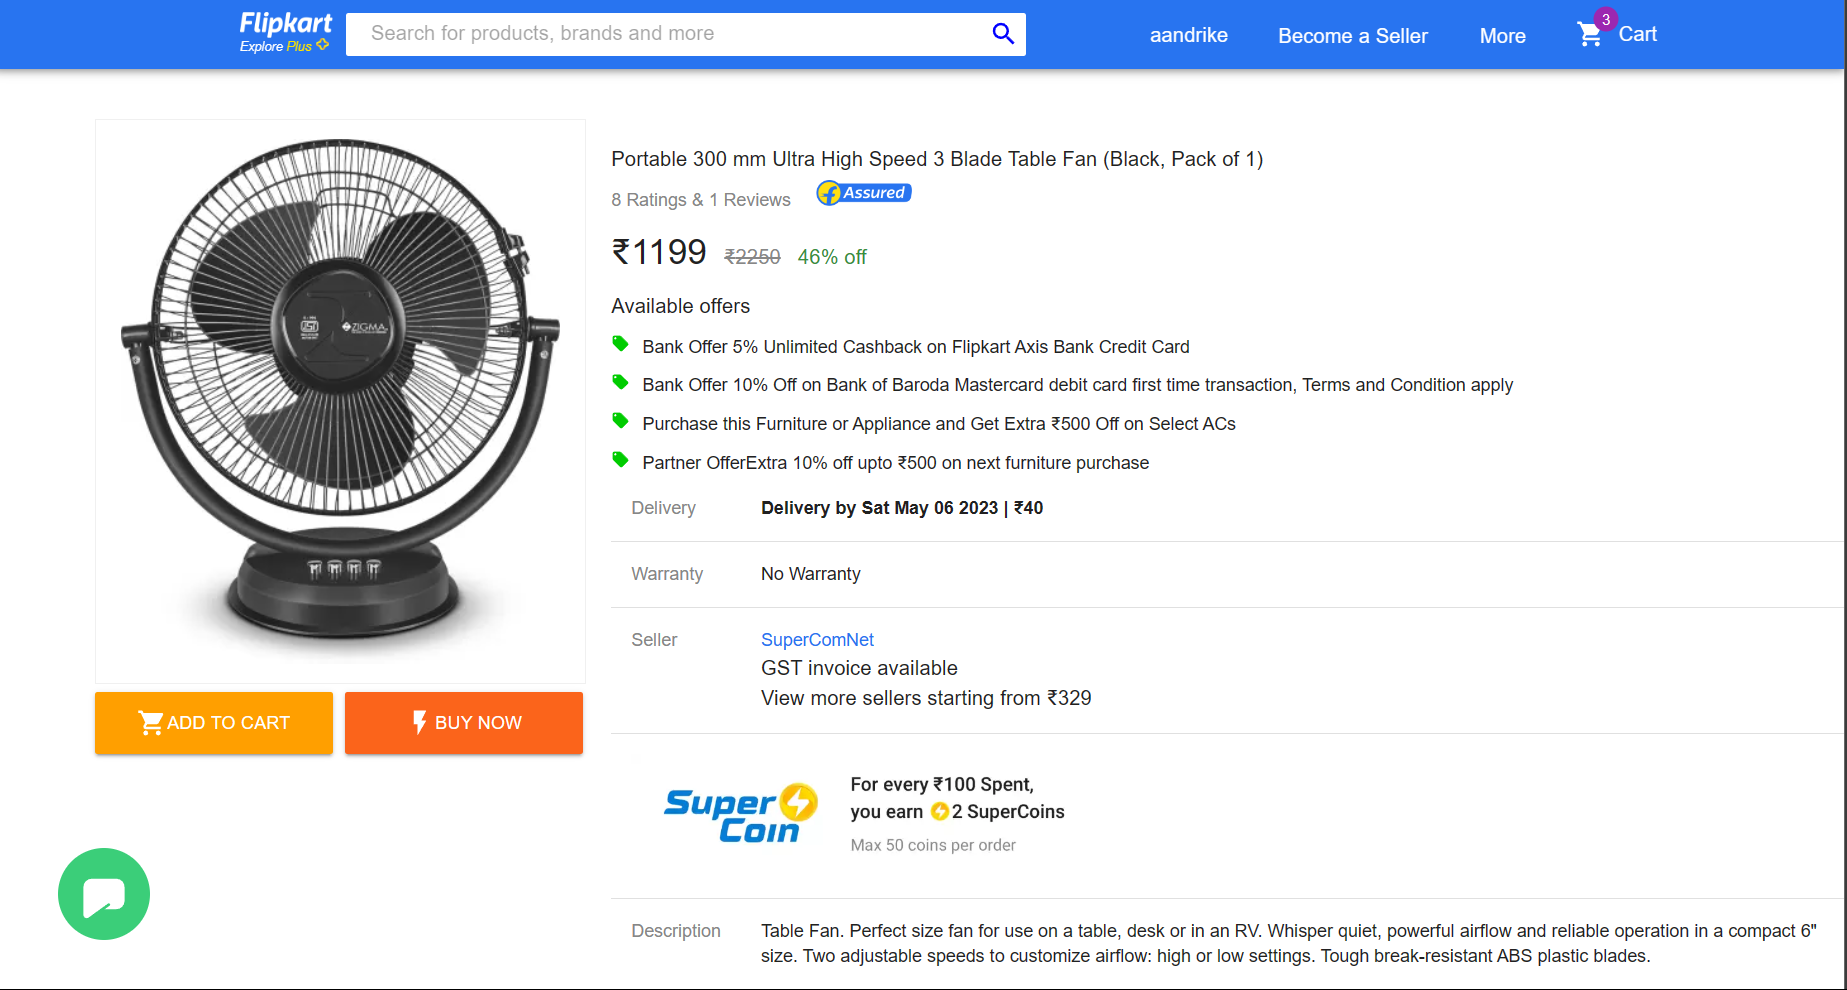 Flipkart
Explore Plus
Search for products, brands and more
aandrike
Become a Seller
More
3
Cart
ZIGMA
Portable 300 mm Ultra High Speed 3 Blade Table Fan (Black, Pack of 1)
8 Ratings & 1 Reviews
Assured
₹1199 ₹2250 46% off
Available offers
Bank Offer 5% Unlimited Cashback on Flipkart Axis Bank Credit Card
Bank Offer 10% Off on Bank of Baroda Mastercard debit card first time transaction, Terms and Condition apply
Purchase this Furniture or Appliance and Get Extra ₹500 Off on Select ACs
Partner OfferExtra 10% off upto ₹500 on next furniture purchase
Delivery Delivery by Sat May 06 2023 | ₹40
Warranty No Warranty
Seller SuperComNet
GST invoice available
View more sellers starting from ₹329
ADD TO CART
BUY NOW
Super Coin
For every ₹100 Spent,
you earn 2 SuperCoins
Max 50 coins per order
Description Table Fan. Perfect size fan for use on a table, desk or in an RV. Whisper quiet, powerful airflow and reliable operation in a compact 6"
size. Two adjustable speeds to customize airflow: high or low settings. Tough break-resistant ABS plastic blades.